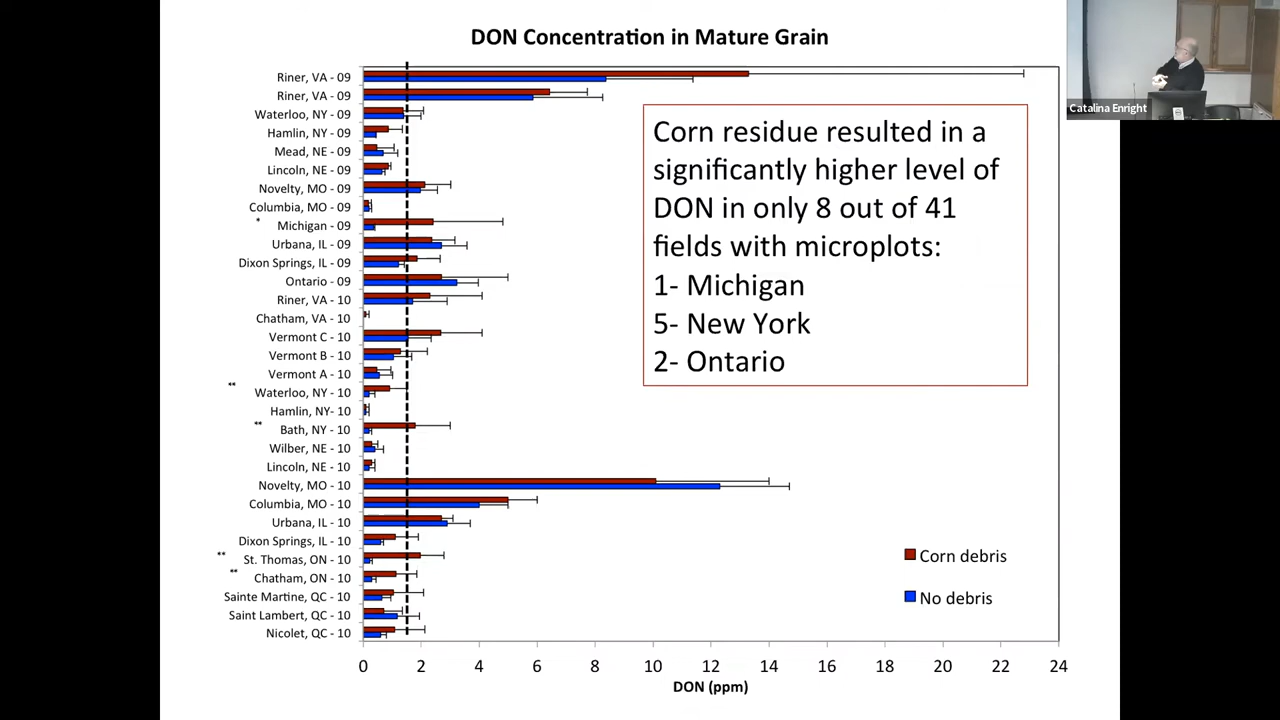 DON Concentration in Mature Grain
Catalina Enright
Riner, VA - 09
Riner, VA - 09
Waterloo, NY - 09
Hamlin, NY - 09
Mead, NE - 09
Lincoln, NE - 09
Novelty, MO - 09
Columbia, MO - 09
* Michigan - 09
Urbana, IL - 09
Dixon Springs, IL - 09
Ontario - 09
Riner, VA - 10
Chatham, VA - 10
Vermont C - 10
Vermont B - 10
Vermont A - 10
** Waterloo, NY - 10
Hamlin, NY- 10
** Bath, NY - 10
Wilber, NE - 10
Lincoln, NE - 10
Novelty, MO - 10
Columbia, MO - 10
Urbana, IL - 10
Dixon Springs, IL - 10
** St. Thomas, ON - 10
** Chatham, ON - 10
Sainte Martine, QC - 10
Saint Lambert, QC - 10
Nicolet, QC - 10
Corn residue resulted in a
significantly higher level of
DON in only 8 out of 41
fields with microplots:
1- Michigan
5- New York
2- Ontario
Corn debris
No debris
0 2 4 6 8 10 12 14 16 18 20 22 24
DON (ppm)